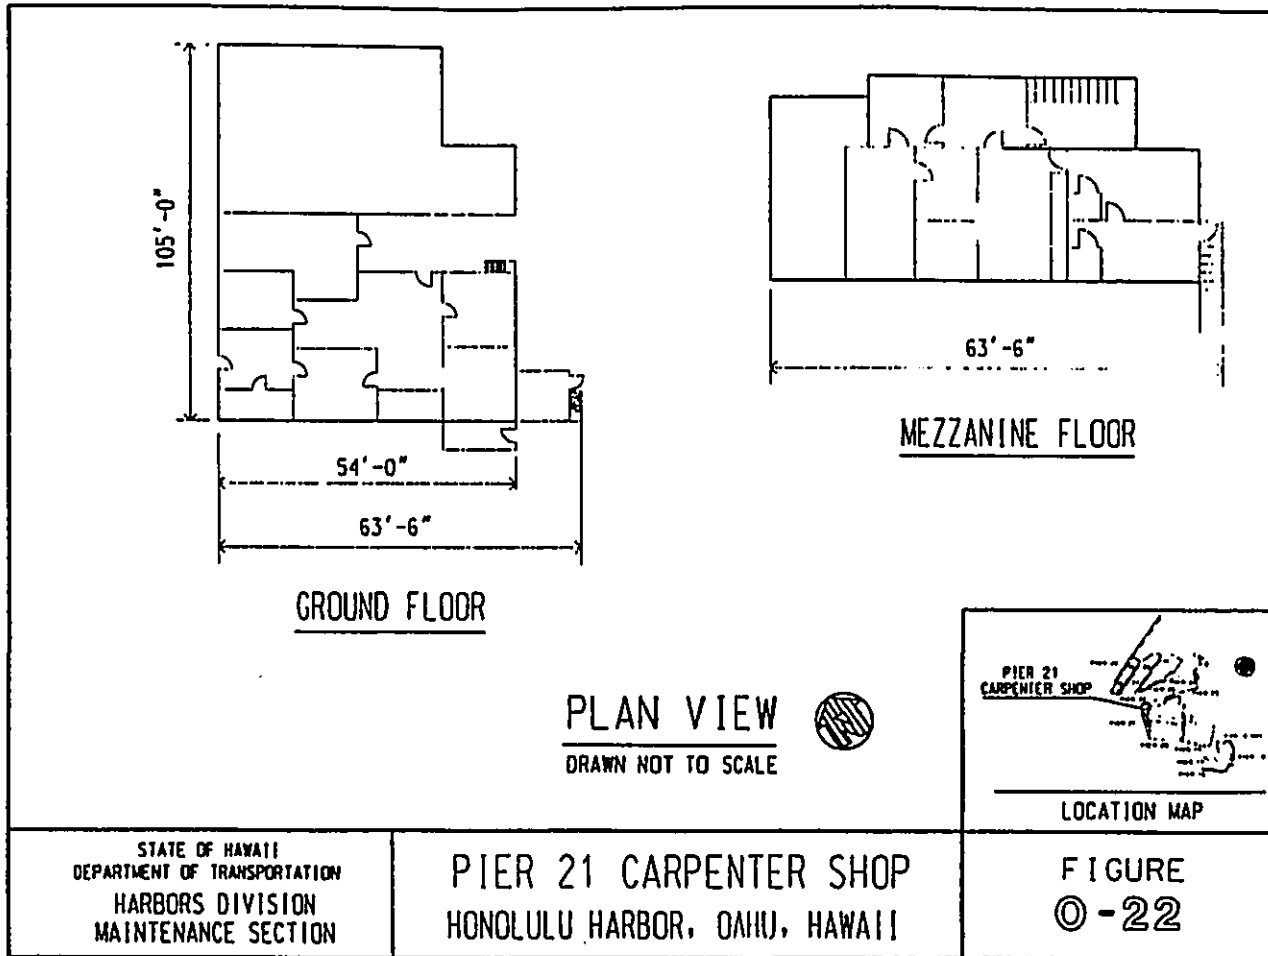 105'-0"
54'-0"
63'-6"
GROUND FLOOR
63'-6"
MEZZANINE FLOOR
PLAN VIEW
DRAWN NOT TO SCALE
PIER 21
CARPENTER SHOP
LOCATION MAP
STATE OF HAWAII
DEPARTMENT OF TRANSPORTATION
HARBORS DIVISION
MAINTENANCE SECTION
PIER 21 CARPENTER SHOP
HONOLULU HARBOR, OAHU, HAWAII
FIGURE
O-22